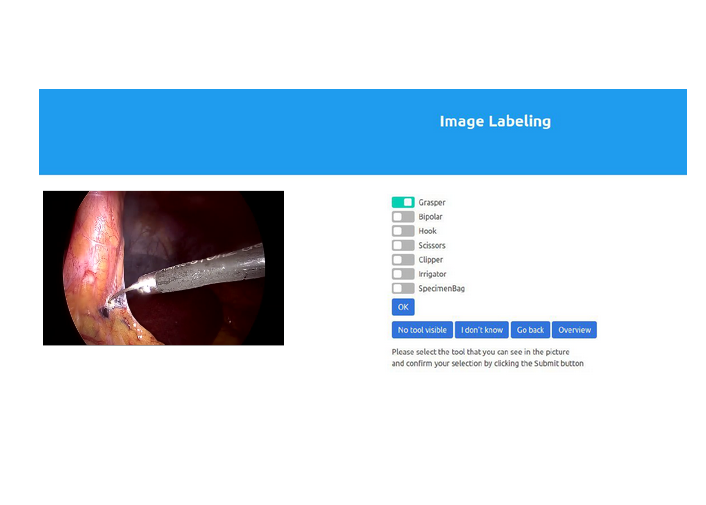 Image Labeling
Grasper
Bipolar
Hook
Scissors
Clipper
Irrigator
SpecimenBag
OK
No tool visible I don't know Go back Overview
Please select the tool that you can see in the picture
and confirm your selection by clicking the Submit button